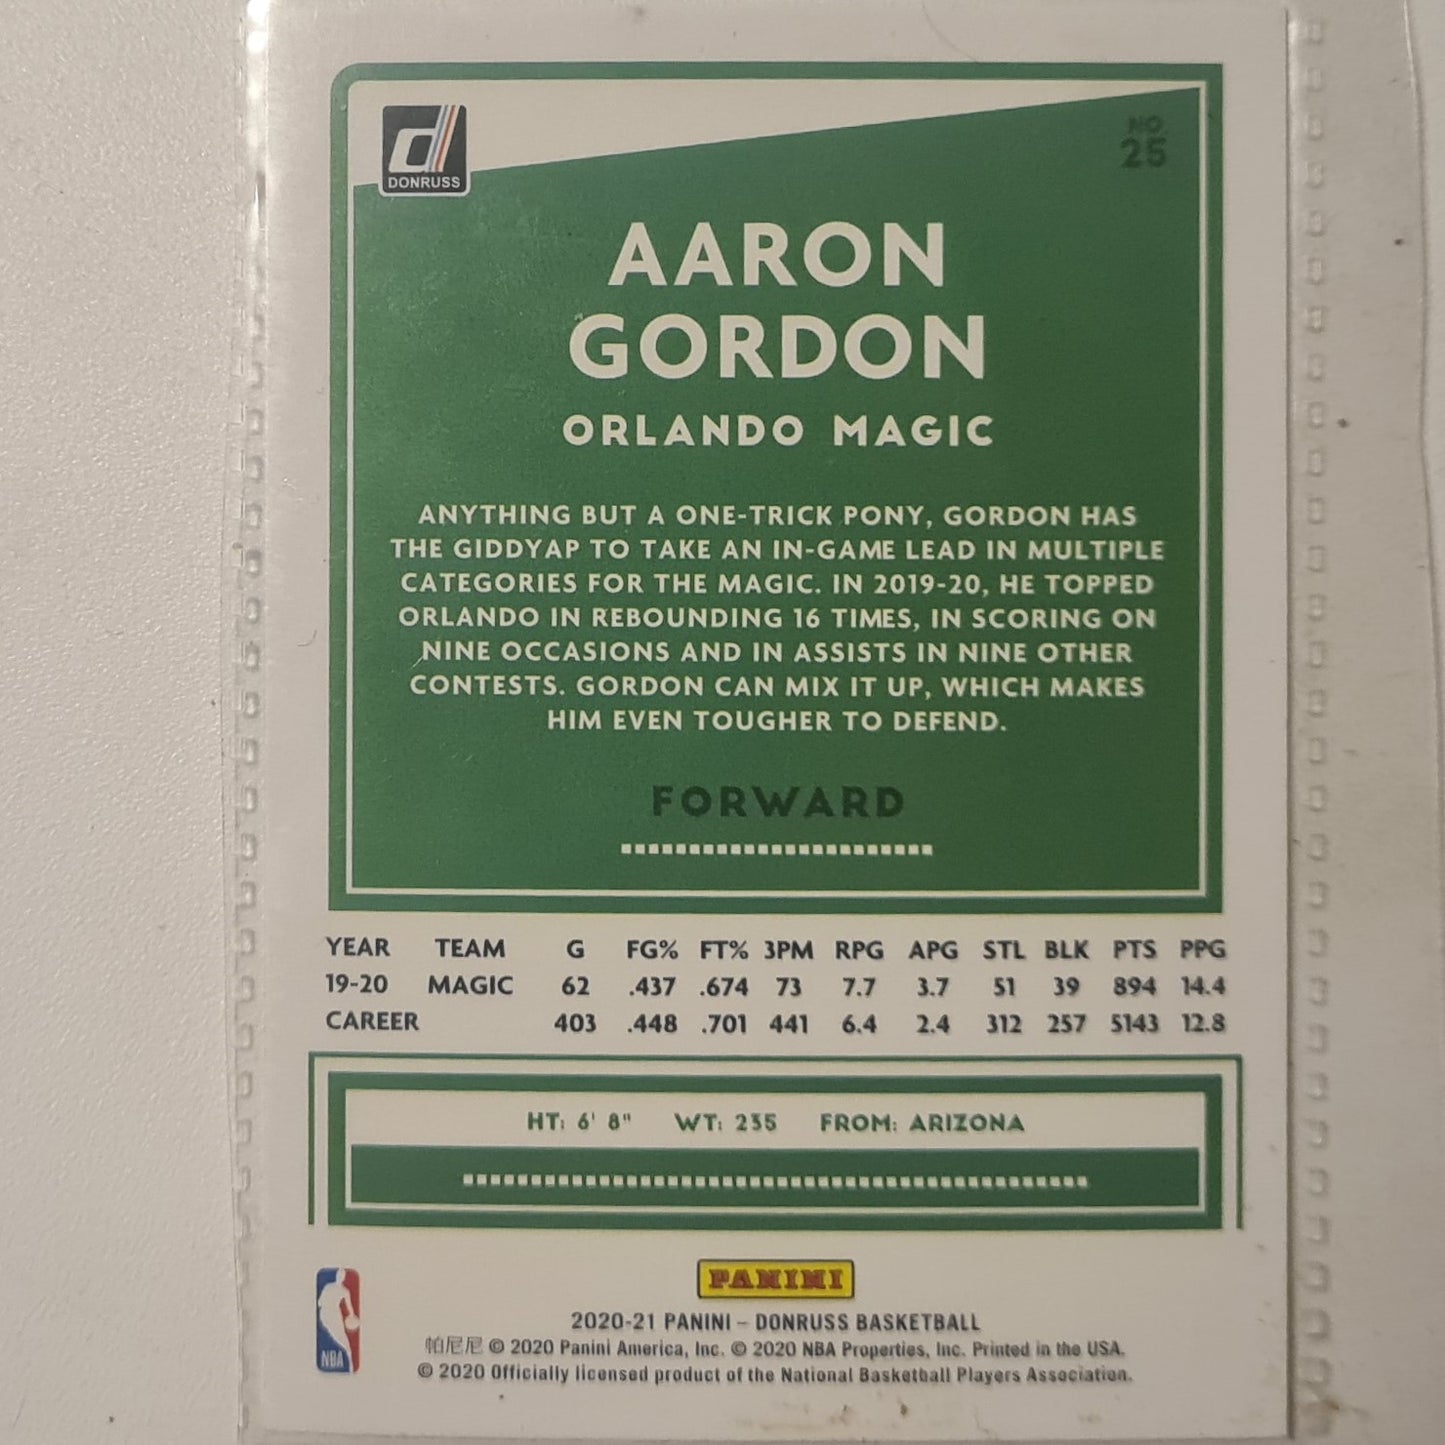 DONRUSS
NO
25
AARON
GORDON
ORLANDO MAGIC
ANYTHING BUT A ONE-TRICK PONY, GORDON HAS
THE GIDDYAP TO TAKE AN IN-GAME LEAD IN MULTIPLE
CATEGORIES FOR THE MAGIC. IN 2019-20, HE TOPPED
ORLANDO IN REBOUNDING 16 TIMES, IN SCORING ON
NINE OCCASIONS AND IN ASSISTS IN NINE OTHER
CONTESTS. GORDON CAN MIX IT UP, WHICH MAKES
HIM EVEN TOUGHER TO DEFEND.
FORWARD
YEAR TEAM G FG% FT% 3PM RPG APG STL BLK PTS PPG
19-20 MAGIC 62 .437 .674 73 7.7 3.7 51 39 894 14.4
CAREER 403 .448 .701 441 6.4 2.4 312 257 5143 12.8
HT: 6' 8" WT: 235 FROM: ARIZONA
PANINI
NBA
2020-21 PANINI – DONRUSS BASKETBALL
帕尼尼 © 2020 Panini America, Inc. © 2020 NBA Properties, Inc. Printed in the USA.
© 2020 Officially licensed product of the National Basketball Players Association.